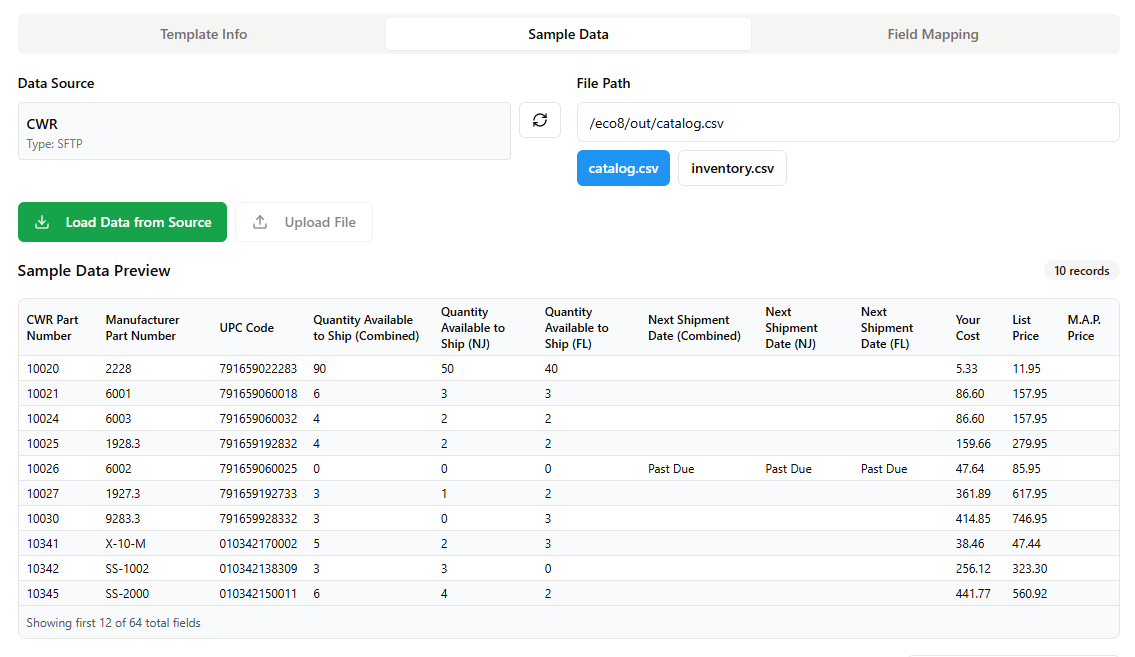 Template Info Sample Data Field Mapping
Data Source File Path
CWR
Type: SFTP
/eco8/out/catalog.csv
catalog.csv inventory.csv
Load Data from Source Upload File
Sample Data Preview 10 records
CWR Part Number Manufacturer Part Number UPC Code Quantity Available to Ship (Combined) Quantity Available to Ship (NJ) Quantity Available to Ship (FL) Next Shipment Date (Combined) Next Shipment Date (NJ) Next Shipment Date (FL) Your Cost List Price M.A.P. Price
10020 2228 791659022283 90 50 40 5.33 11.95
10021 6001 791659060018 6 3 3 86.60 157.95
10024 6003 791659060032 4 2 2 86.60 157.95
10025 1928.3 791659192832 4 2 2 159.66 279.95
10026 6002 791659060025 0 0 0 Past Due Past Due Past Due 47.64 85.95
10027 1927.3 791659192733 3 1 2 361.89 617.95
10030 9283.3 791659928332 3 0 3 414.85 746.95
10341 X-10-M 010342170002 5 2 3 38.46 47.44
10342 SS-1002 010342138309 3 3 0 256.12 323.30
10345 SS-2000 010342150011 6 4 2 441.77 560.92
Showing first 12 of 64 total fields